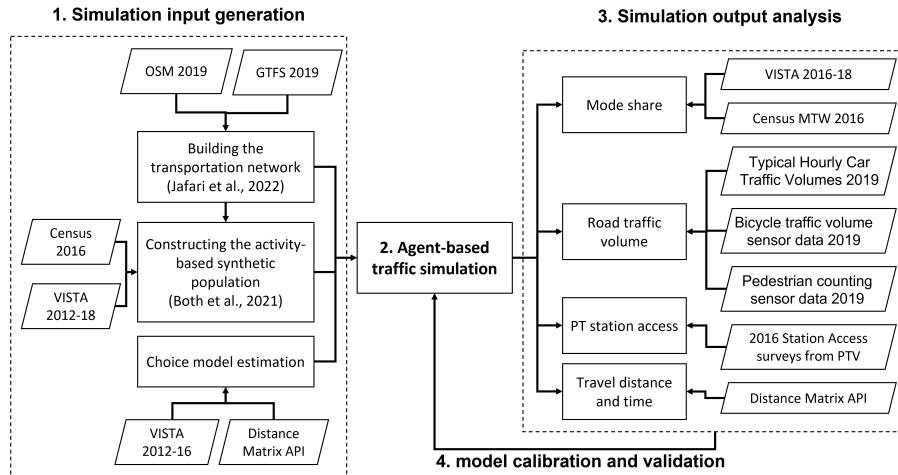 1. Simulation input generation
OSM 2019
GTFS 2019
Building the
transportation network
(Jafari et al., 2022)
Census
2016
VISTA
2012-18
Constructing the activity-
based synthetic
population
(Both et al., 2021)
Choice model estimation
VISTA
2012-16
Distance
Matrix API
2. Agent-based
traffic simulation
3. Simulation output analysis
Mode share
VISTA 2016-18
Census MTW 2016
Road traffic
volume
Typical Hourly Car
Traffic Volumes 2019
Bicycle traffic volume
sensor data 2019
Pedestrian counting
sensor data 2019
PT station access
2016 Station Access
surveys from PTV
Travel distance
and time
Distance Matrix API
4. model calibration and validation